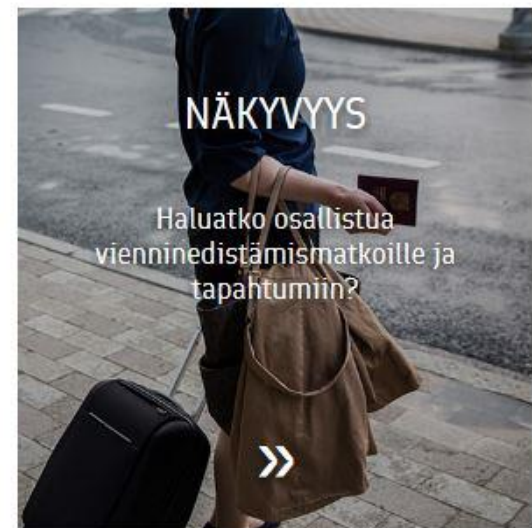 NÄKYVYYS
Haluatko osallistua
vienninedistämismatkoille ja
tapahtumiin?
»